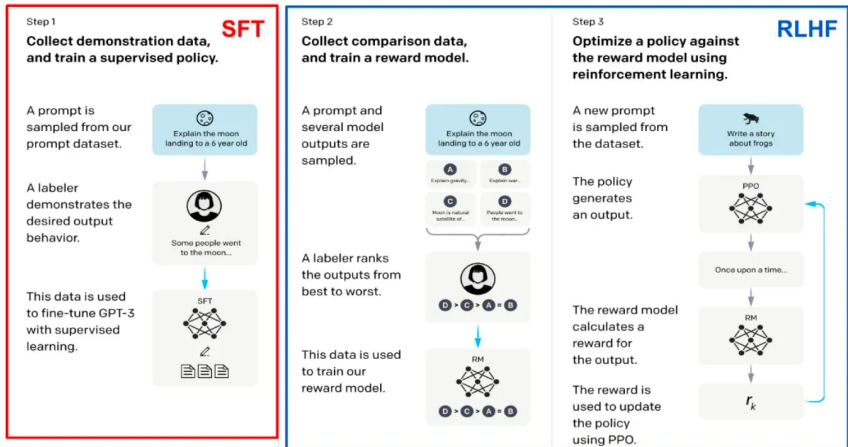 Step 1
SFT
Collect demonstration data,
and train a supervised policy.
A prompt is
sampled from our
prompt dataset.
Explain the moon
landing to a 6 year old
A labeler
demonstrates the
desired output
behavior.
Some people went
to the moon...
This data is used
to fine-tune GPT-3
with supervised
learning.
SFT
Step 2
Collect comparison data,
and train a reward model.
A prompt and
several model
outputs are
sampled.
Explain the moon
landing to a 6 year old
A
Explain gravity...
B
Explain war...
C
Moon is natural
satellite of...
D
People went to
the moon...
A labeler ranks
the outputs from
best to worst.
D > C > A = B
This data is used
to train our
reward model.
RM
D > C > A = B
Step 3
RLHF
Optimize a policy against
the reward model using
reinforcement learning.
A new prompt
is sampled from
the dataset.
Write a story
about frogs
The policy
generates
an output.
PPO
Once upon a time...
The reward model
calculates a
reward for
the output.
RM
The reward is
used to update
the policy
using PPO.
rk